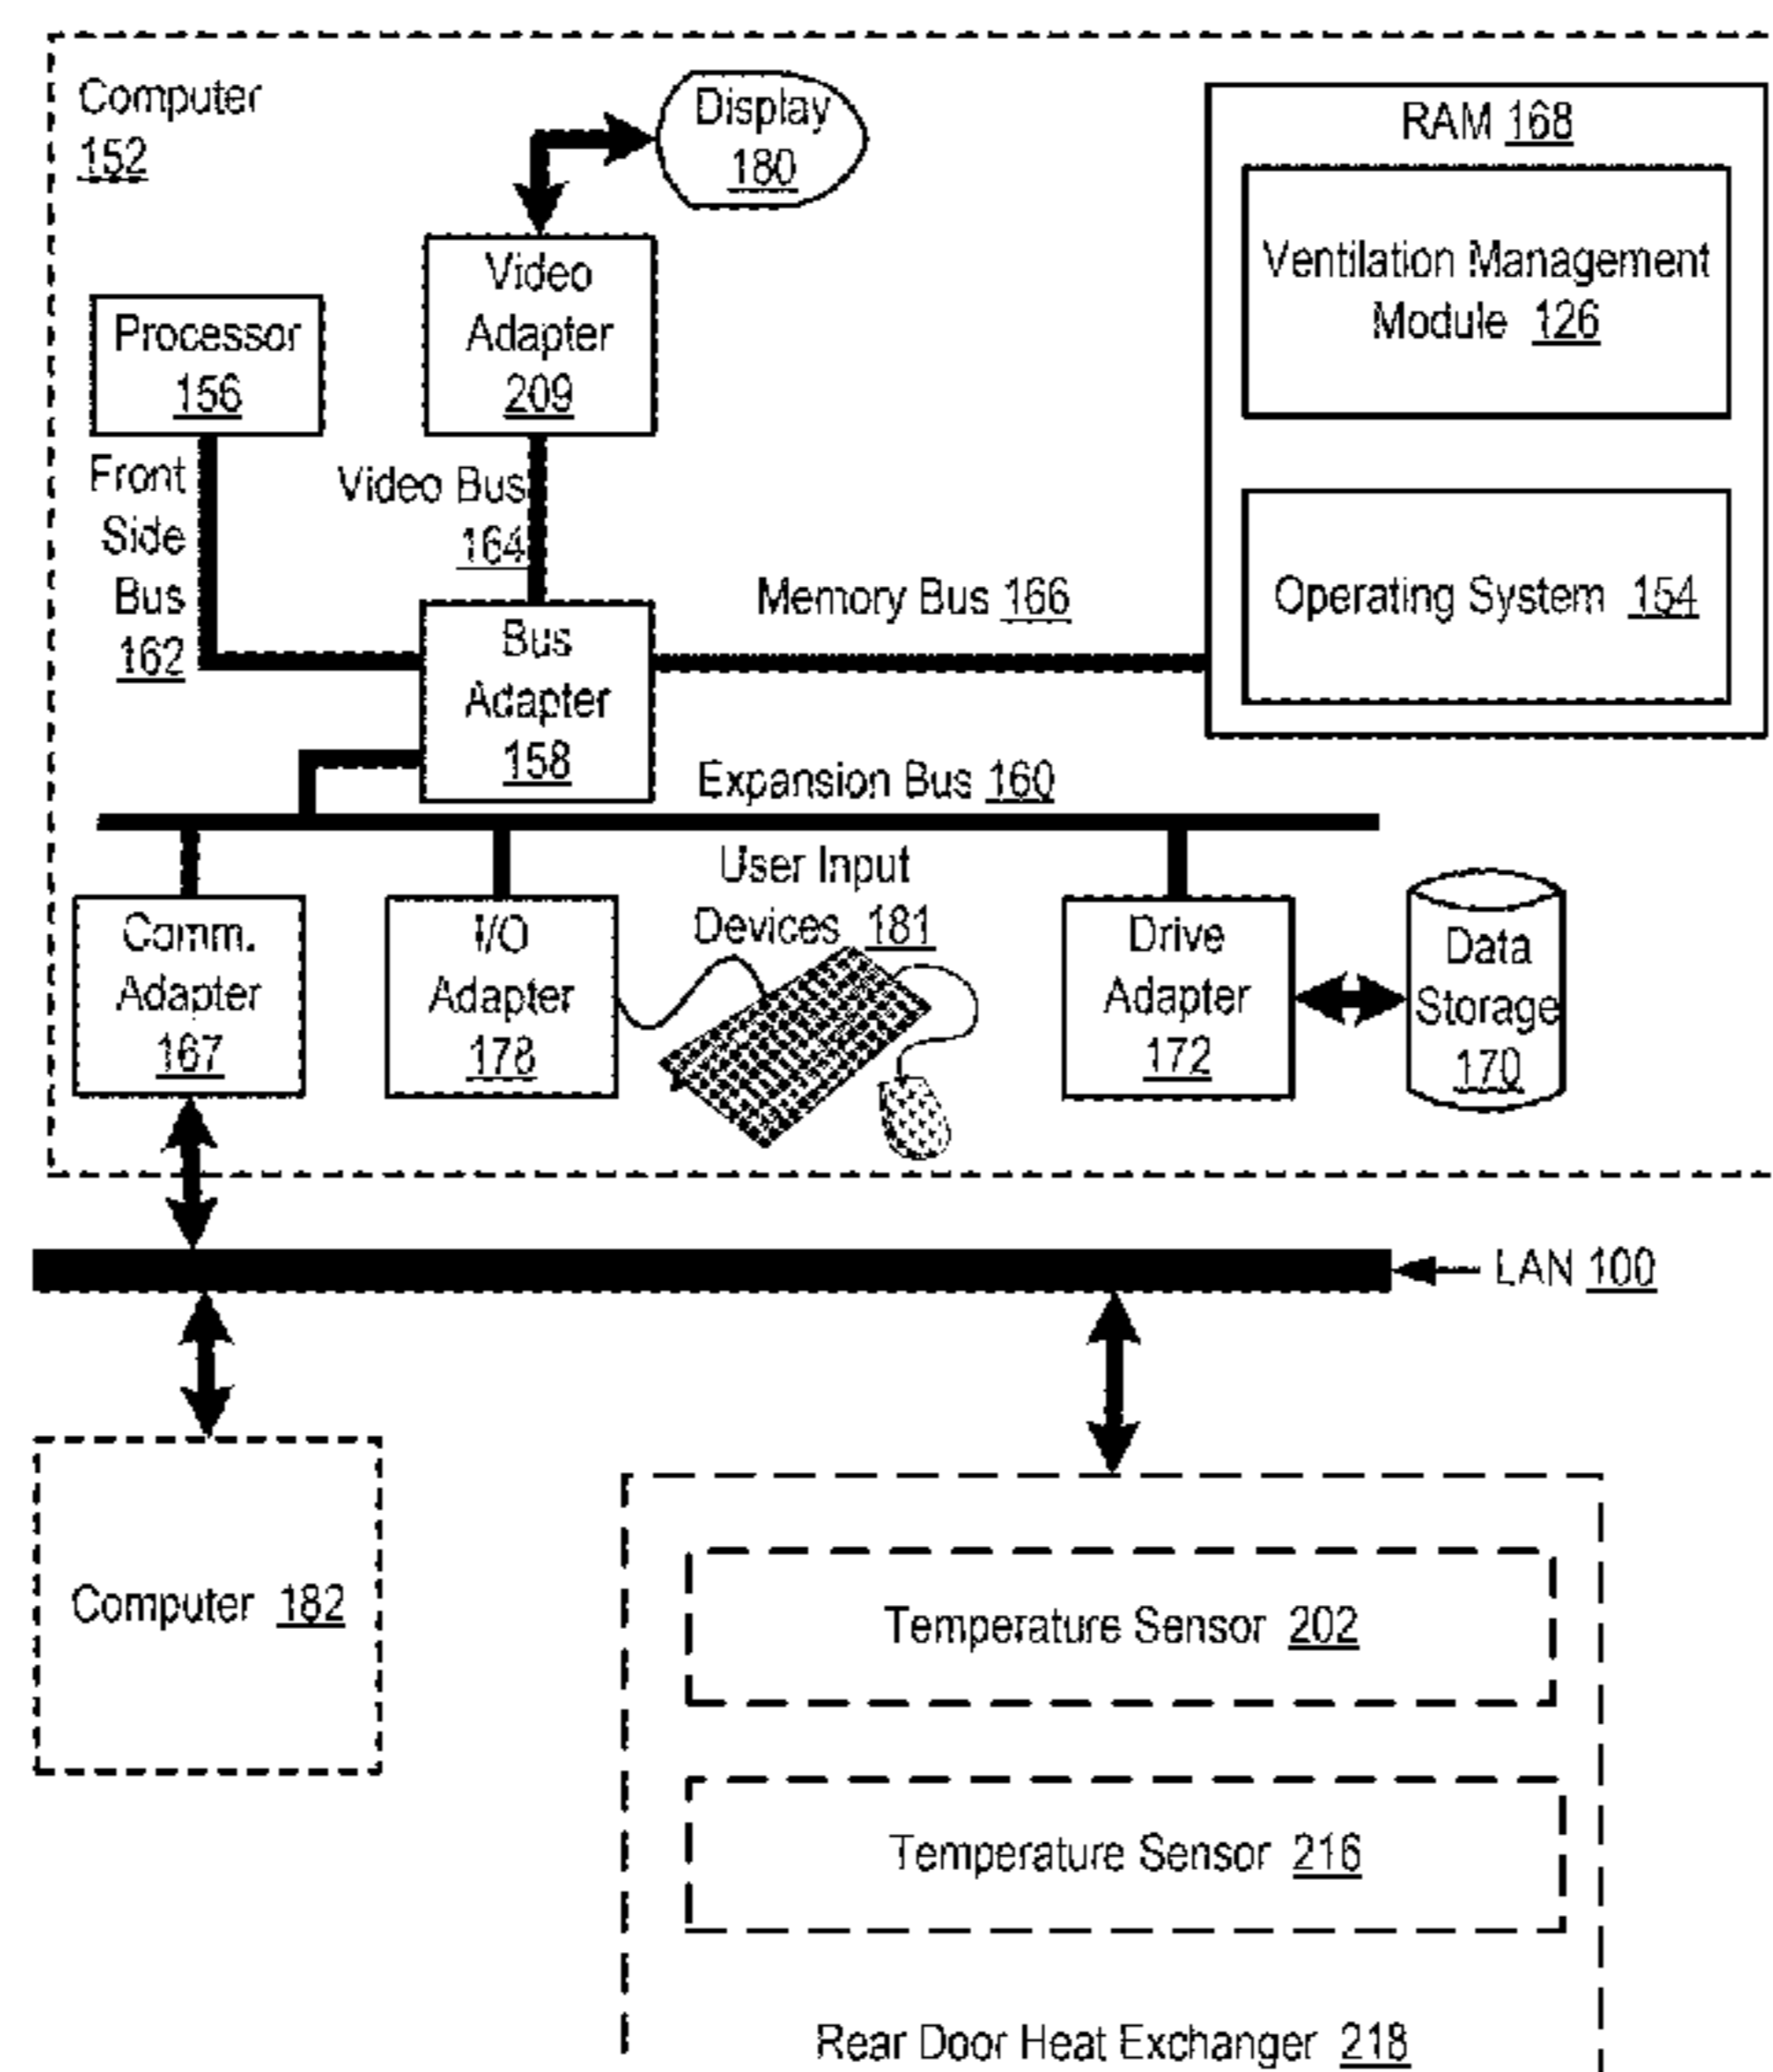 Computer
152
Display
180
RAM 168
Ventilation Management
Module 126
Operating System 154
Video
Adapter
209
Processor
156
Front
Side
Bus
162
Video Bus
164
Memory Bus 166
Bus
Adapter
158
Expansion Bus 160
Comm.
Adapter
167
I/O
Adapter
178
User Input
Devices 181
Drive
Adapter
172
Data
Storage
170
LAN 100
Computer 182
Temperature Sensor 202
Temperature Sensor 216
Rear Door Heat Exchanger 218